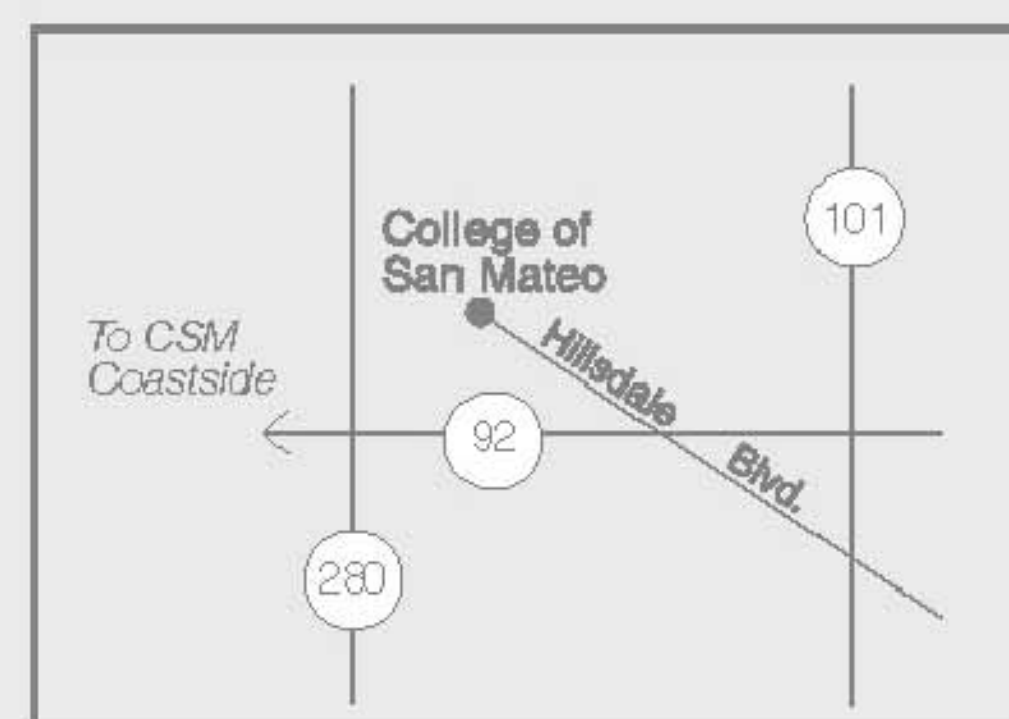 College of
San Mateo
101
To CSM
Coastside
Hillsdale
Blvd.
92
280